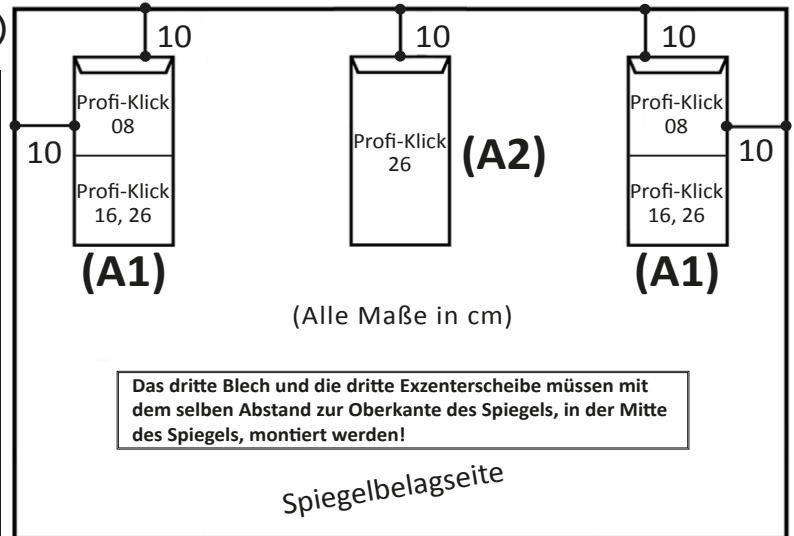 )
10
10
10
Profi-Klick
08
Profi-Klick
16, 26
10
(A1)
Profi-Klick
26
(A2)
Profi-Klick
08
Profi-Klick
16, 26
10
(A1)
(Alle Maße in cm)
Das dritte Blech und die dritte Exzenterscheibe müssen mit
dem selben Abstand zur Oberkante des Spiegels, in der Mitte
des Spiegels, montiert werden!
Spiegelbelagseite